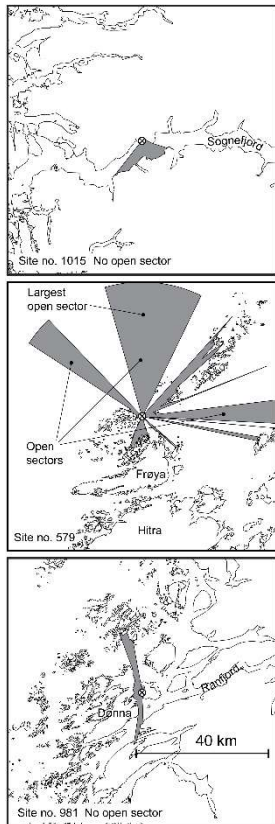 Sognefjord
Site no. 1015 No open sector
Largest
open sector
Open
sectors
Frøya
Hitra
Site no. 579
Ranfjord
Dønna
40 km
Site no. 981 No open sector